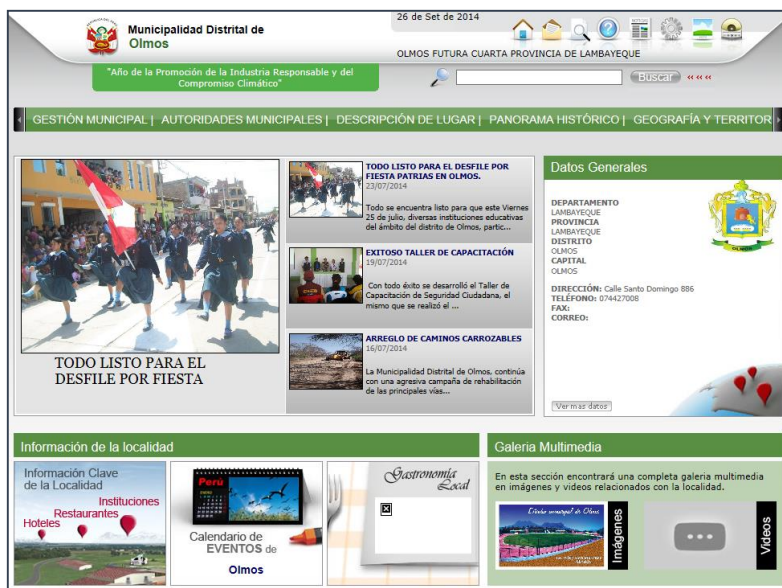 Municipalidad Distrital de
Olmos
26 de Set de 2014
OLMOS FUTURA CUARTA PROVINCIA DE LAMBAYEQUE
"Año de la Promoción de la Industria Responsable y del
Compromiso Climático"
Buscar
GESTIÓN MUNICIPAL | AUTORIDADES MUNICIPALES | DESCRIPCIÓN DE LUGAR | PANORAMA HISTÓRICO | GEOGRAFÍA Y TERRITOR
TODO LISTO PARA EL
DESFILE POR FIESTA
TODO LISTO PARA EL DESFILE POR
FIESTA PATRIAS EN OLMOS.
23/07/2014
Todo se encuentra listo para que este Viernes
25 de julio, diversas instituciones educativas
del ámbito del distrito de Olmos, partic...
EXITOSO TALLER DE CAPACITACIÓN
19/07/2014
Con todo éxito se desarrolló el Taller de
Capacitación de Seguridad Ciudadana, el
mismo que se realizó el ...
ARREGLO DE CAMINOS CARROZABLES
16/07/2014
La Municipalidad Distrital de Olmos, continúa
con una agresiva campaña de rehabilitación
de las principales vías...
Datos Generales
DEPARTAMENTO
LAMBAYEQUE
PROVINCIA
LAMBAYEQUE
DISTRITO
OLMOS
CAPITAL
OLMOS
DIRECCIÓN: Calle Santo Domingo 886
TELÉFONO: 074427008
FAX:
CORREO:
OLMOS
Ver mas datos
Información de la localidad
Información Clave
de la Localidad
Instituciones
Restaurantes
Hoteles
Perú
Calendario de
EVENTOS de
Olmos
Gastronomía
Local
Galeria Multimedia
En esta sección encontrará una completa galeria multimedia
en imágenes y videos relacionados con la localidad.
Imágenes
Videos